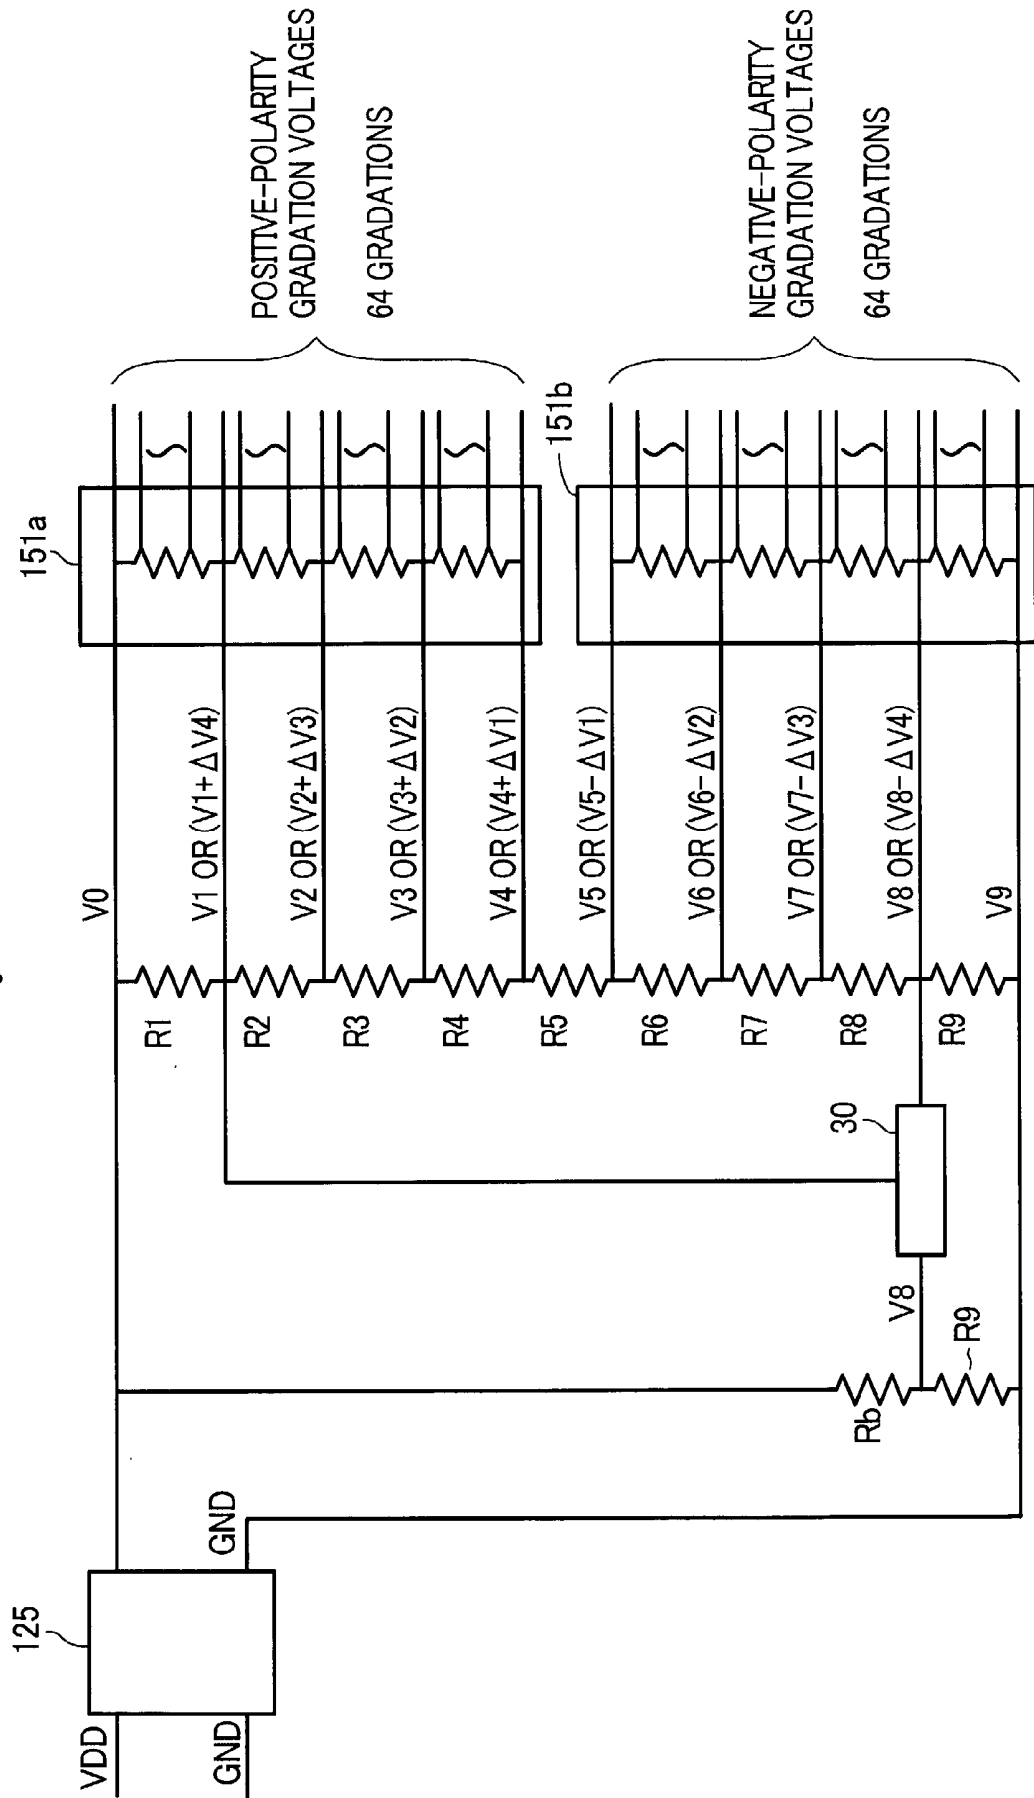 125
VDD
GND
GND
Rb
R9
V8
30
R1
R2
R3
R4
R5
R6
R7
R8
R9
V0
V1 OR (V1+ΔV4)
V2 OR (V2+ΔV3)
V3 OR (V3+ΔV2)
V4 OR (V4+ΔV1)
V5 OR (V5-ΔV1)
V6 OR (V6-ΔV2)
V7 OR (V7-ΔV3)
V8 OR (V8-ΔV4)
V9
151a
151b
POSITIVE-POLARITY
GRADATION VOLTAGES
64 GRADATIONS
NEGATIVE-POLARITY
GRADATION VOLTAGES
64 GRADATIONS